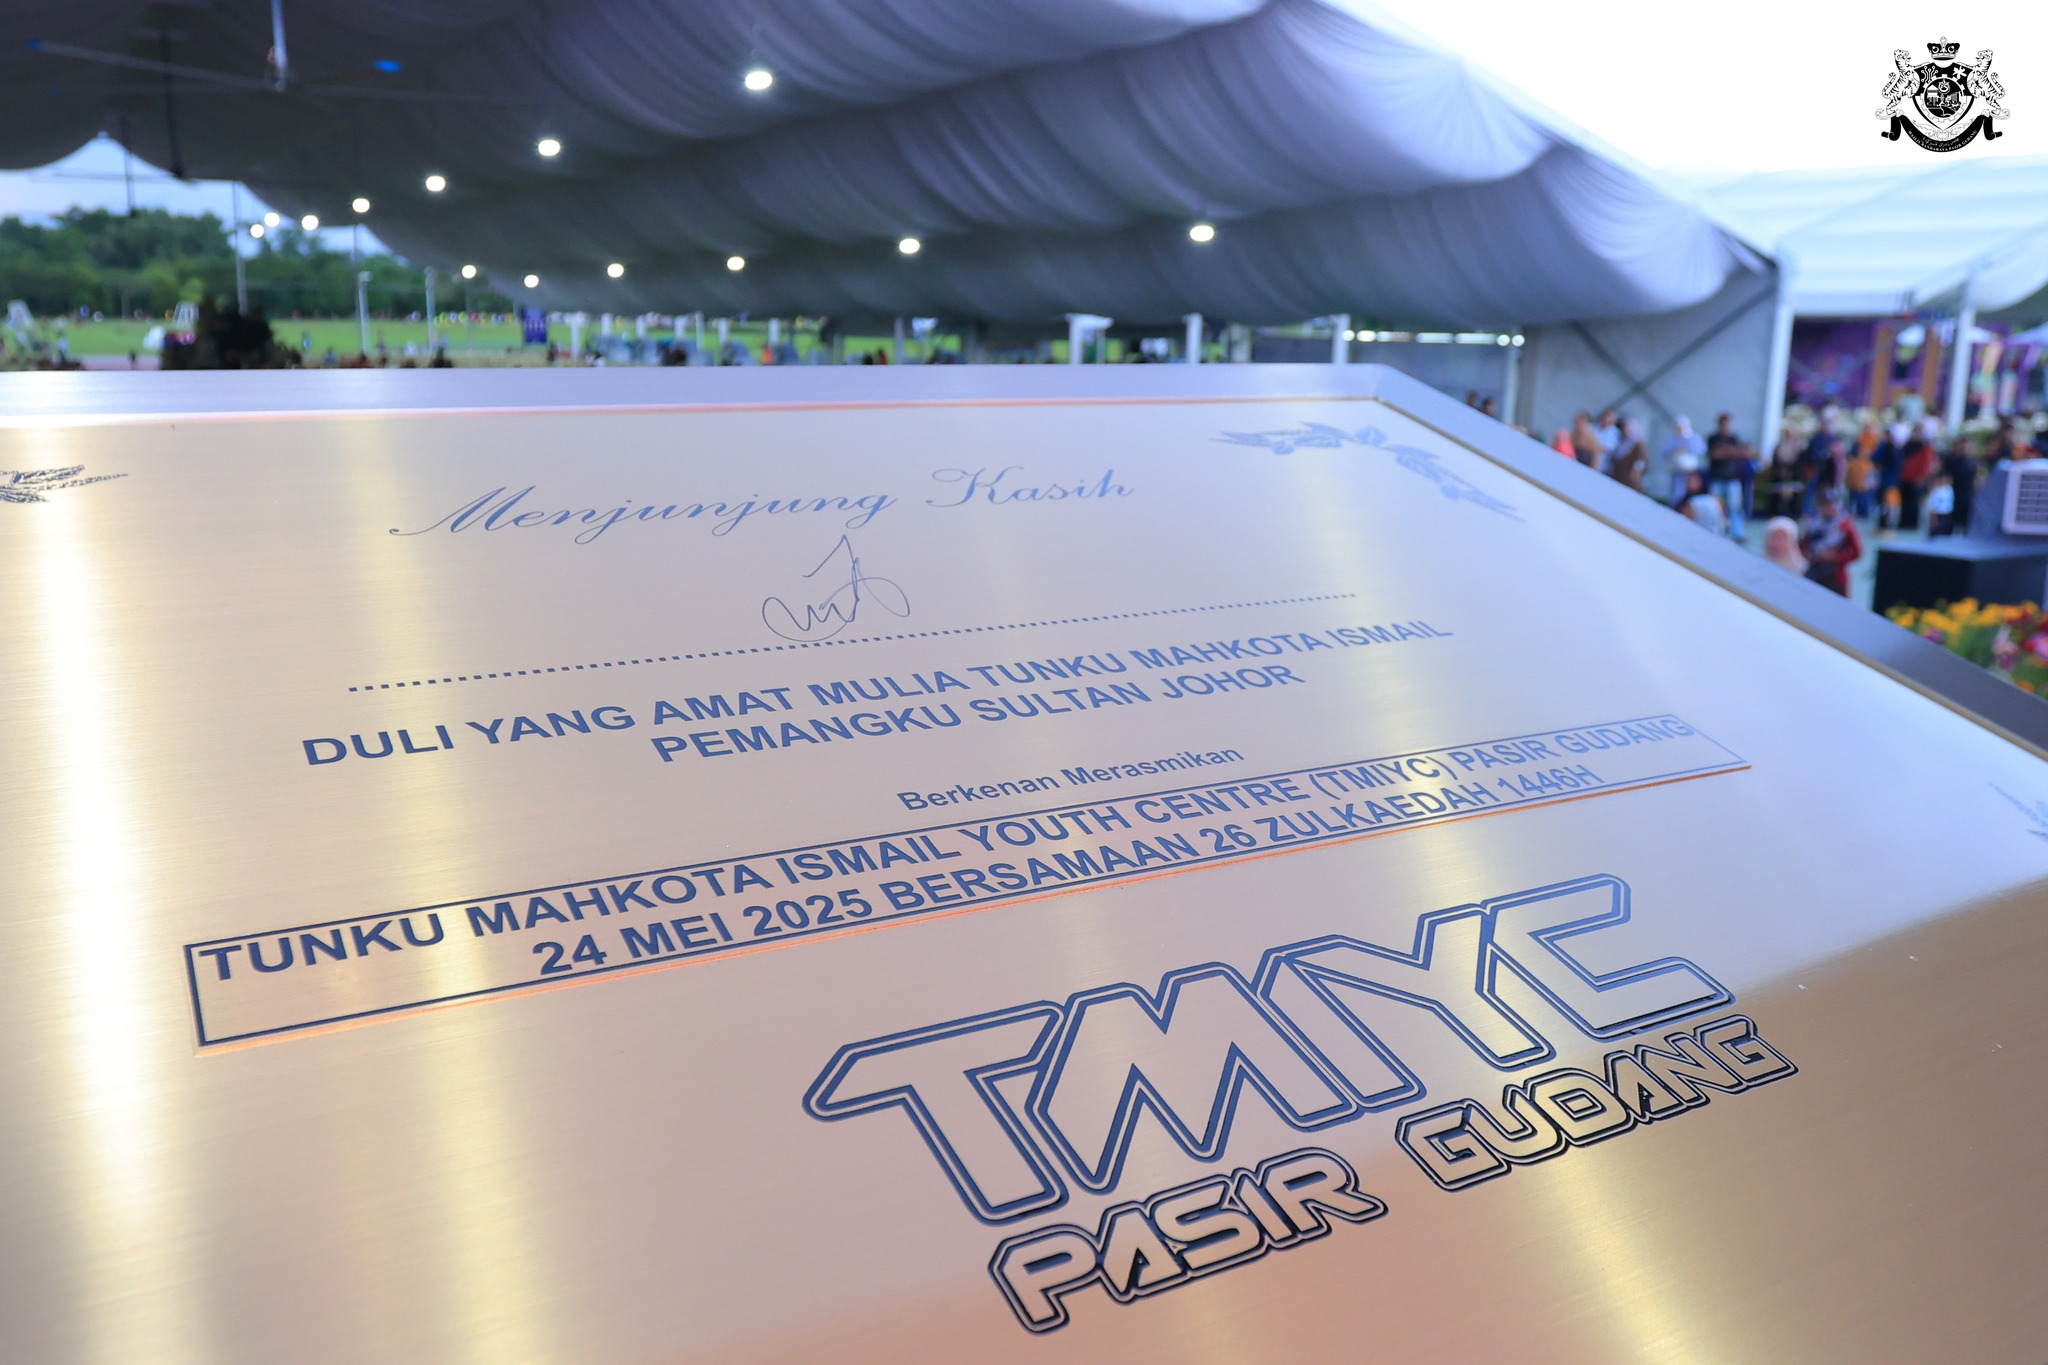 Menjunjung Kasih
DULI YANG AMAT MULIA TUNKU MAHKOTA ISMAIL
PEMANGKU SULTAN JOHOR
Berkenan Merasmikan
TUNKU MAHKOTA ISMAIL YOUTH CENTRE (TMIYC) PASIR GUDANG
24 MEI 2025 BERSAMAAN 26 ZULKAEDAH 1446H
TMIYC
PASIR GUDANG